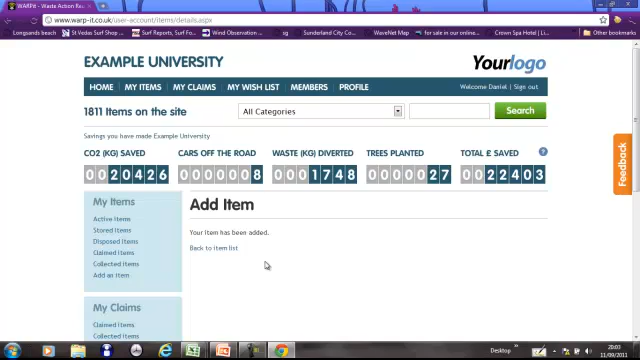 WARPit - Waste Action Re
www.warp-it.co.uk/user-account/items/details.aspx
Longsands beach St Vedas Surf Shop Surf Reports, Surf Fo Wind Observation sg Sunderland City Co WaveNet Map for sale in our online Crown Spa Hotel | Other bookmarks
EXAMPLE UNIVERSITY
Yourlogo
HOME MY ITEMS MY CLAIMS MY WISH LIST MEMBERS PROFILE Welcome Daniel | Sign out
1811 Items on the site All Categories Search
Savings you have made Example University
CO2 (KG) SAVED CARS OFF THE ROAD WASTE (KG) DIVERTED TREES PLANTED TOTAL £ SAVED ?
0020426 0000008 0001748 0000027 0022403
Feedback
My Items
Active items
Stored items
Disposed items
Claimed items
Collected items
Add an item
Add Item
Your item has been added.
Back to item list
My Claims
Claimed items
Collected items
Desktop
20:03
11/09/2011